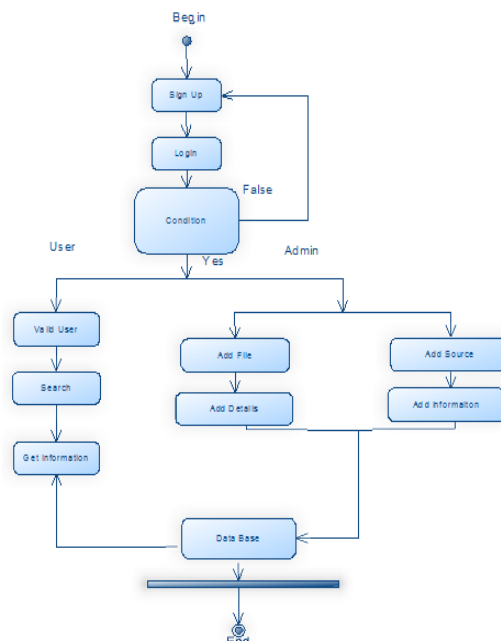 Begin
Sign Up
Login
False
Condition
User
Yes
Admin
Valid User
Add File
Add Source
Search
Add Details
Add Informaiton
Get Information
Data Base
End